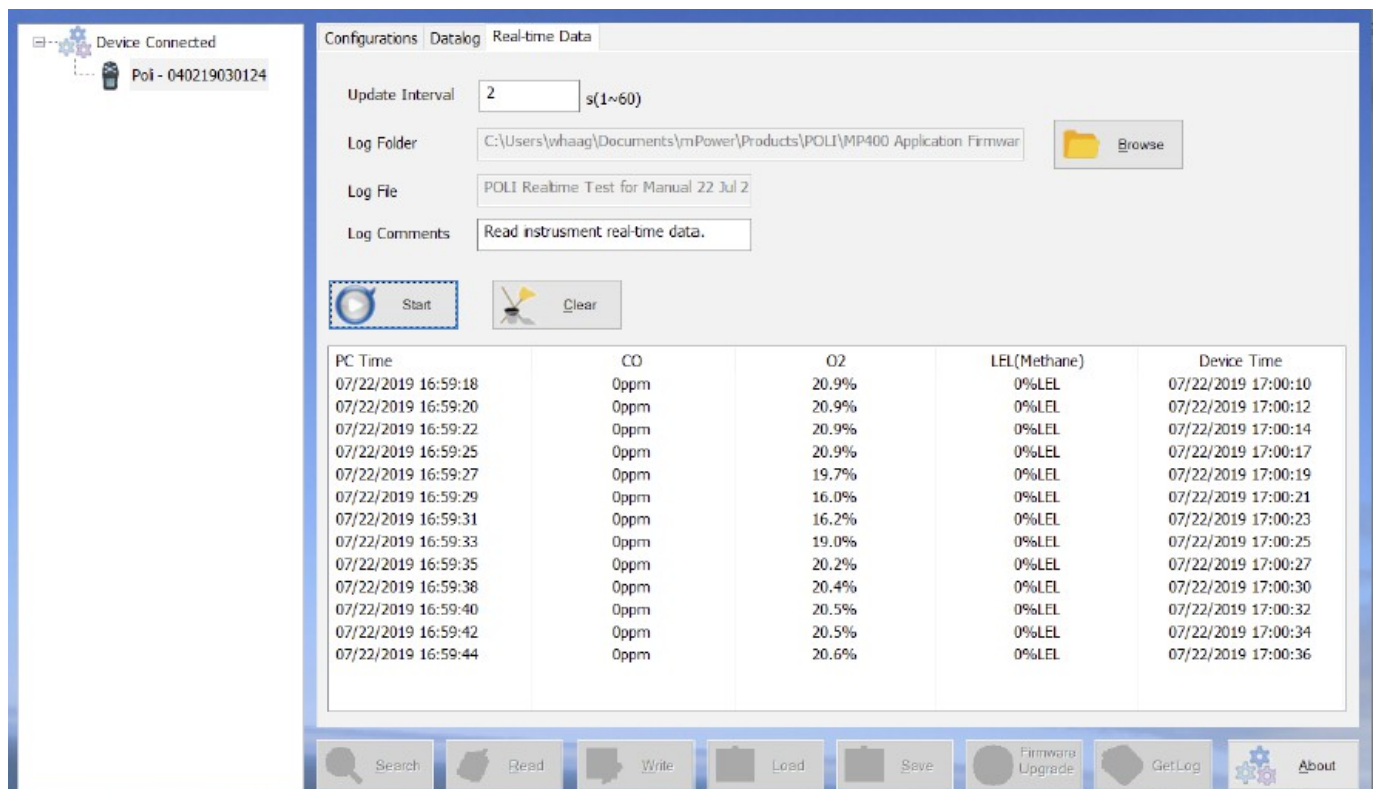 Device Connected
Poli - 040219030124
Configurations Datalog Real-time Data
Update Interval 2 s(1~60)
Log Folder C:\Users\whaag\Documents\mPower\Products\POLI\MP400 Application Firmwar Browse
Log File POLI Realtime Test for Manual 22 Jul 2
Log Comments Read instrusment real-time data.
Start Clear
PC Time CO O2 LEL(Methane) Device Time
07/22/2019 16:59:18 0ppm 20.9% 0%LEL 07/22/2019 17:00:10
07/22/2019 16:59:20 0ppm 20.9% 0%LEL 07/22/2019 17:00:12
07/22/2019 16:59:22 0ppm 20.9% 0%LEL 07/22/2019 17:00:14
07/22/2019 16:59:25 0ppm 20.9% 0%LEL 07/22/2019 17:00:17
07/22/2019 16:59:27 0ppm 19.7% 0%LEL 07/22/2019 17:00:19
07/22/2019 16:59:29 0ppm 16.0% 0%LEL 07/22/2019 17:00:21
07/22/2019 16:59:31 0ppm 16.2% 0%LEL 07/22/2019 17:00:23
07/22/2019 16:59:33 0ppm 19.0% 0%LEL 07/22/2019 17:00:25
07/22/2019 16:59:35 0ppm 20.2% 0%LEL 07/22/2019 17:00:27
07/22/2019 16:59:38 0ppm 20.4% 0%LEL 07/22/2019 17:00:30
07/22/2019 16:59:40 0ppm 20.5% 0%LEL 07/22/2019 17:00:32
07/22/2019 16:59:42 0ppm 20.5% 0%LEL 07/22/2019 17:00:34
07/22/2019 16:59:44 0ppm 20.6% 0%LEL 07/22/2019 17:00:36
Search Read Write Load Save Firmware Upgrade GetLog About